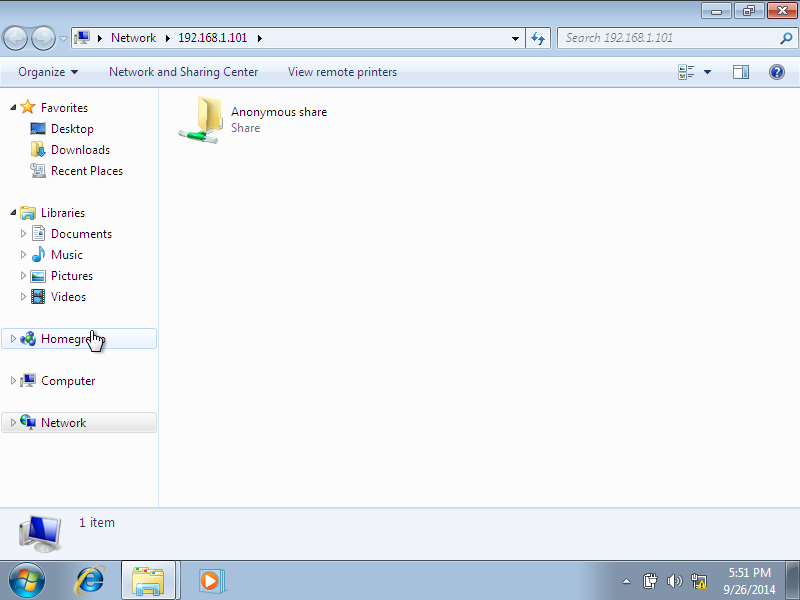 Network 192.168.1.101
Search 192.168.1.101
Organize Network and Sharing Center View remote printers
Favorites
Desktop
Downloads
Recent Places
Libraries
Documents
Music
Pictures
Videos
Computer
Network
Anonymous share
Share
1 item
5:51 PM
9/26/2014